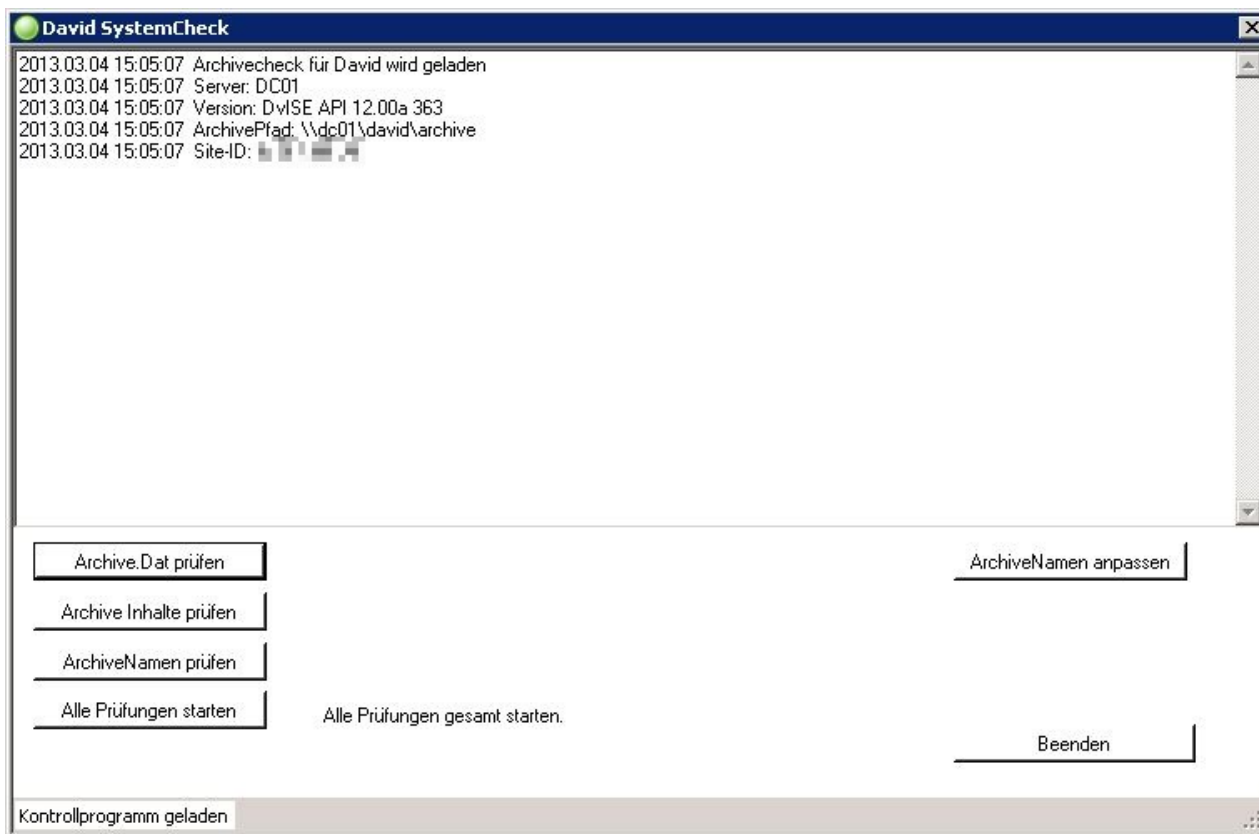 David SystemCheck
2013.03.04 15:05:07 Archivecheck für David wird geladen
2013.03.04 15:05:07 Server: DC01
2013.03.04 15:05:07 Version: DvISE API 12.00a 363
2013.03.04 15:05:07 ArchivePfad: \\dc01\david\archive
2013.03.04 15:05:07 Site-ID:
Archive.Dat prüfen
ArchiveNamen anpassen
Archive Inhalte prüfen
ArchiveNamen prüfen
Alle Prüfungen starten
Alle Prüfungen gesamt starten.
Beenden
Kontrollprogramm geladen